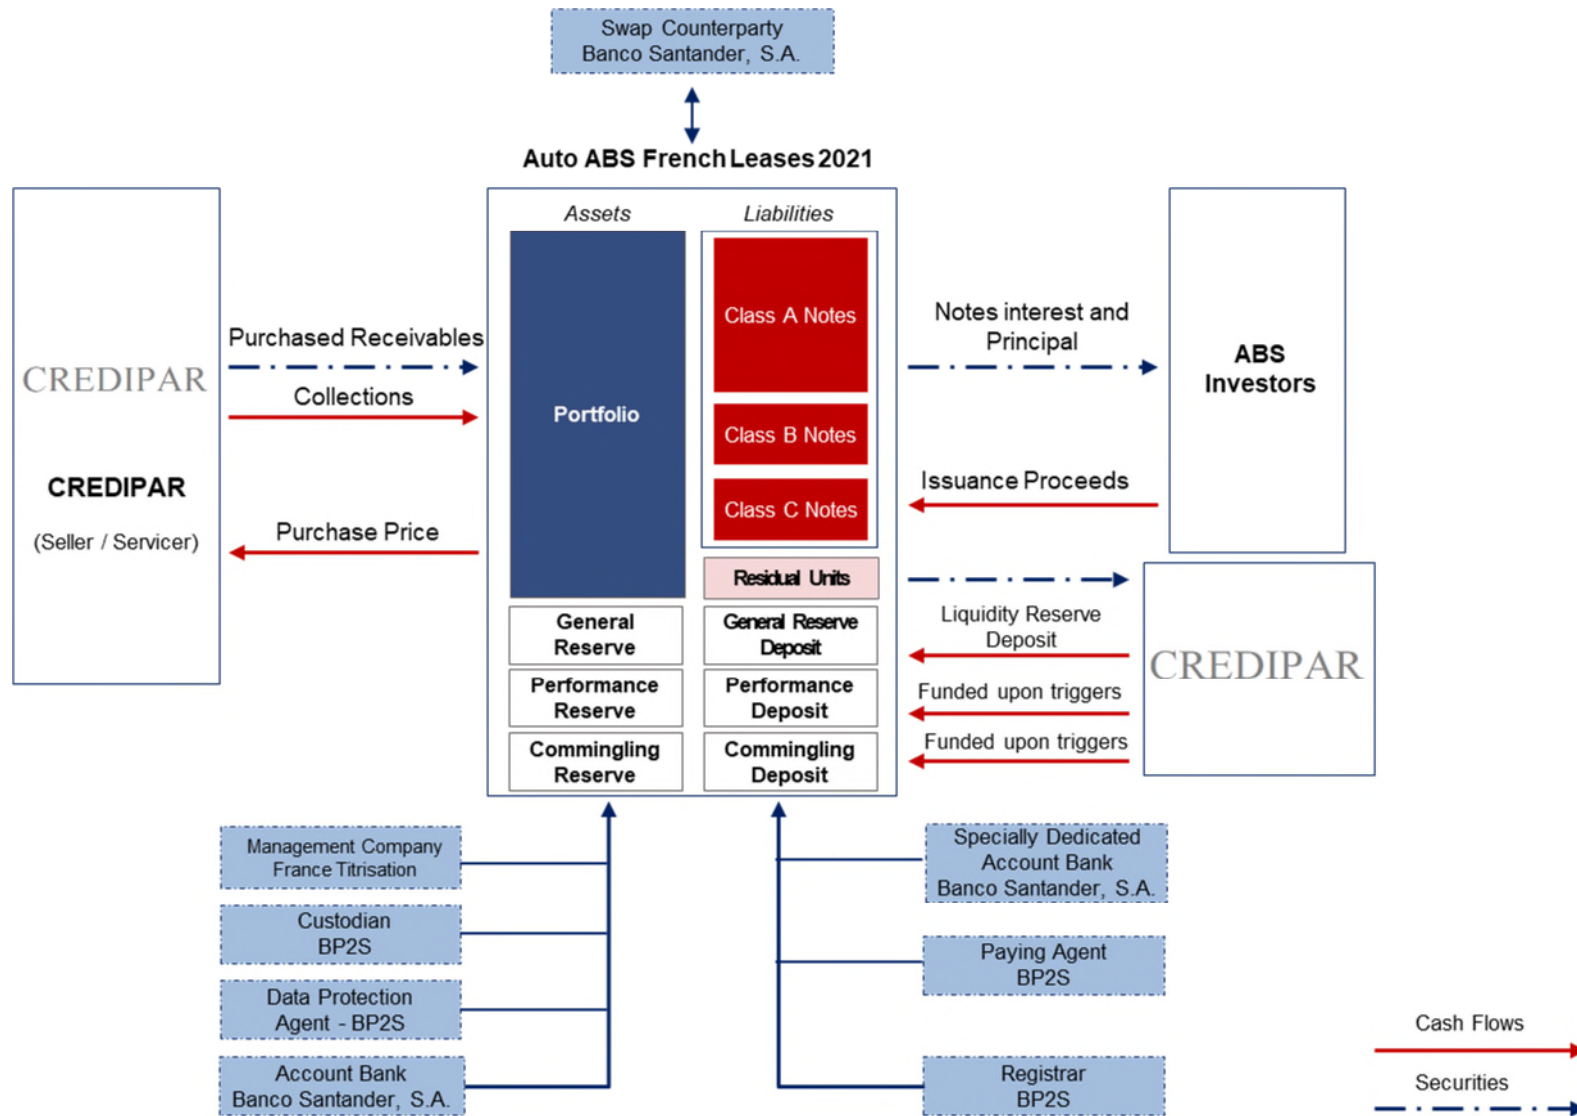 Swap Counterparty
Banco Santander, S.A.
Auto ABS French Leases 2021
Assets
Liabilities
Portfolio
Class A Notes
Class B Notes
Class C Notes
Residual Units
General
Reserve
General Reserve
Deposit
Performance
Reserve
Performance
Deposit
Commingling
Reserve
Commingling
Deposit
CREDIPAR
CREDIPAR
(Seller / Servicer)
Purchased Receivables
Collections
Purchase Price
Notes interest and
Principal
Issuance Proceeds
ABS
Investors
Liquidity Reserve
Deposit
Funded upon triggers
Funded upon triggers
CREDIPAR
Management Company
France Titrisation
Custodian
BP2S
Data Protection
Agent - BP2S
Account Bank
Banco Santander, S.A.
Specially Dedicated
Account Bank
Banco Santander, S.A.
Paying Agent
BP2S
Registrar
BP2S
Cash Flows
Securities